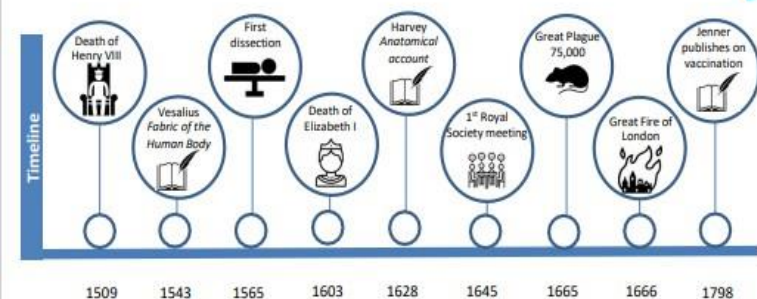 Timeline
Death of
Henry VIII
Vesalius
Fabric of the
Human Body
First
dissection
Death of
Elizabeth I
Harvey
Anatamical
account
1st Royal
Society meeting
Great Plague
75,000
Great Fire of
London
Jenner
publishes on
vaccination
1509
1543
1565
1603
1628
1645
1665
1666
1798